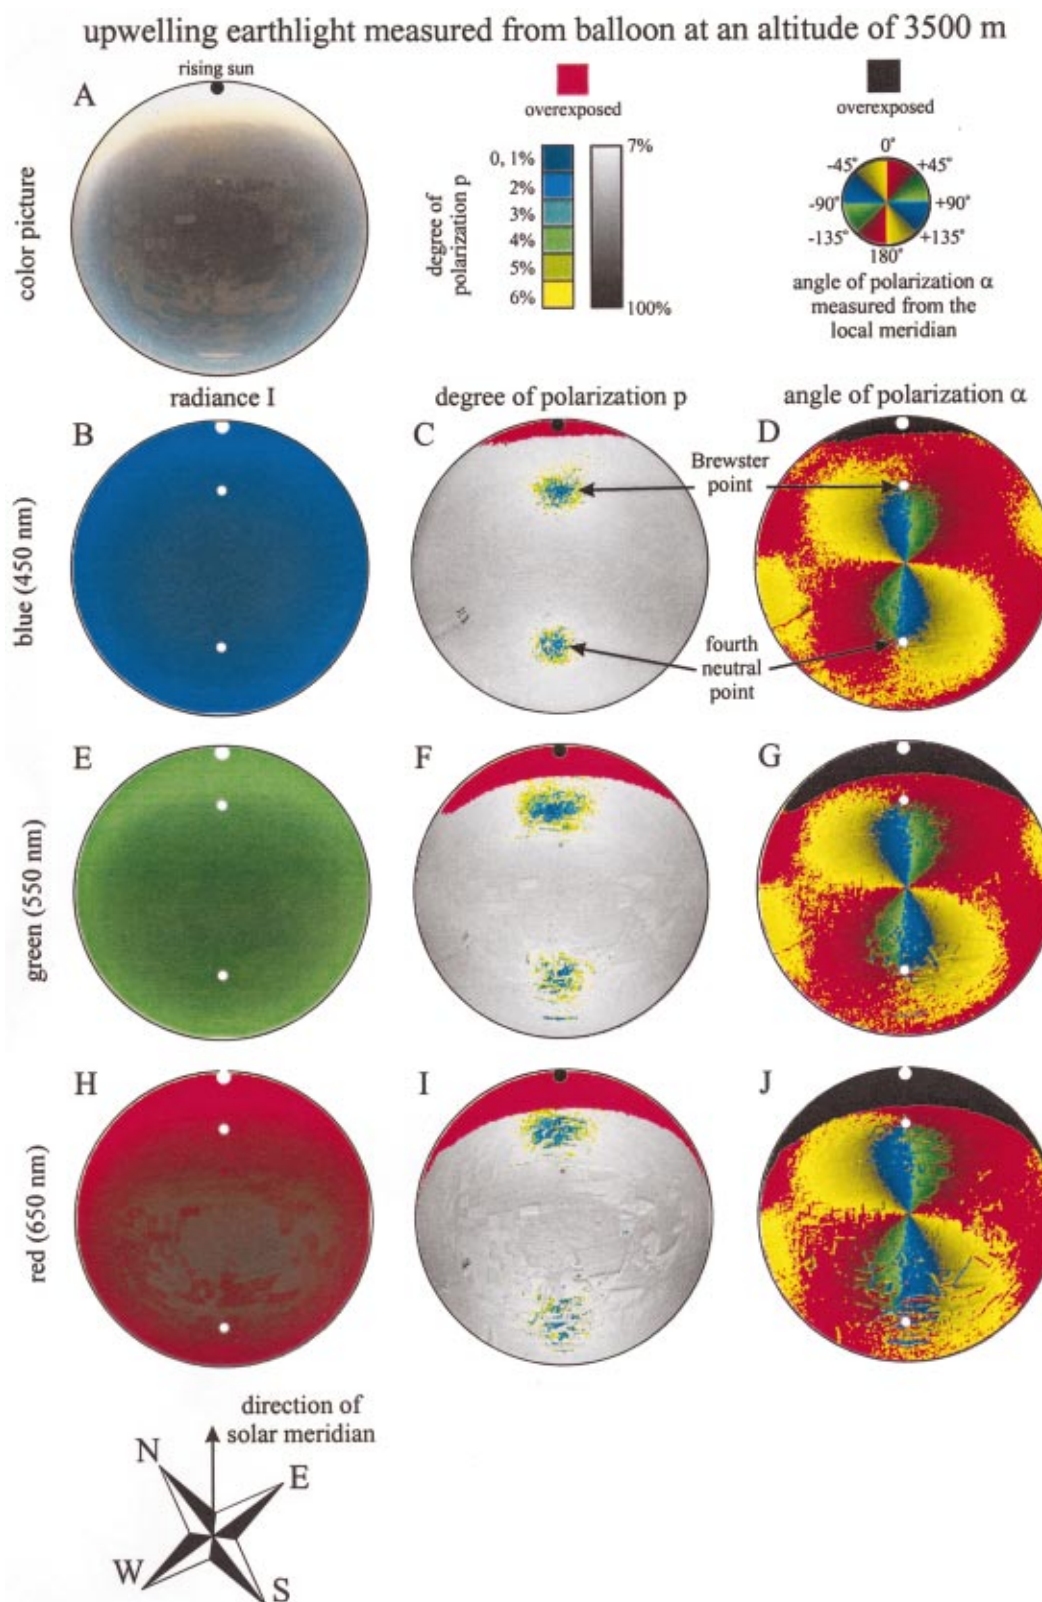 upwelling earthlight measured from balloon at an altitude of 3500 m
A
rising sun
color picture
overexposed
0, 1%
2%
3%
4%
5%
6%
7%
100%
degree of
polarization p
overexposed
0°
-45°
+45°
-90°
+90°
-135°
+135°
180°
angle of polarization α
measured from the
local meridian
radiance I
degree of polarization p
angle of polarization α
blue (450 nm)
B
C
D
Brewster
point
fourth
neutral
point
green (550 nm)
E
F
G
red (650 nm)
H
I
J
direction of
solar meridian
N
E
W
S